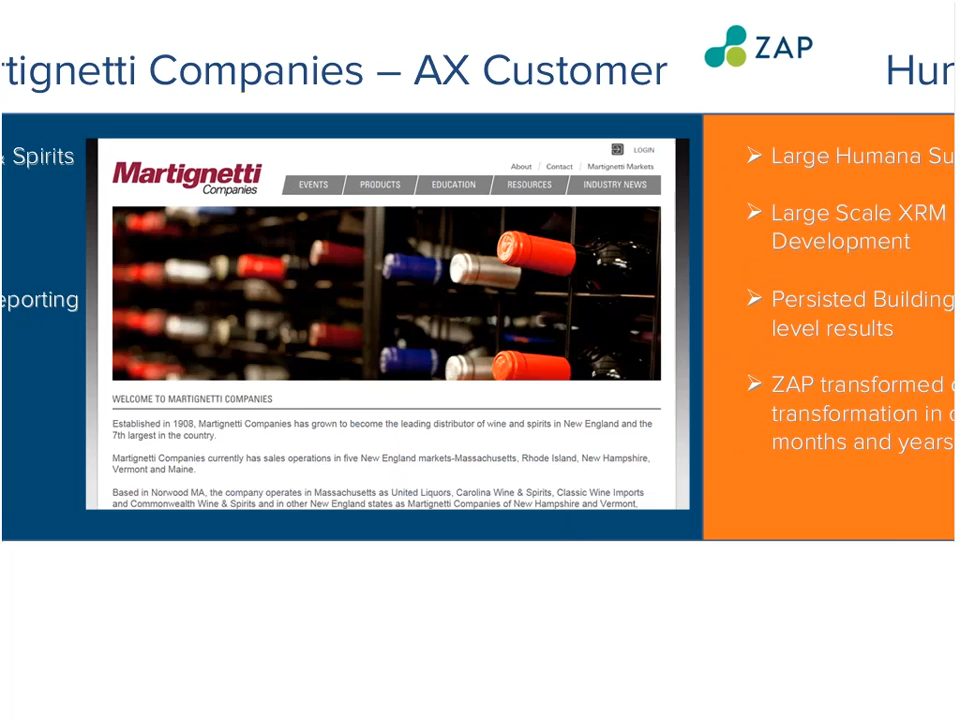 rtignetti Companies – AX Customer
ZAP
Hur
& Spirits
eporting
LOGIN
About | Contact | Martignetti Markets
Martignetti
Companies
EVENTS PRODUCTS EDUCATION RESOURCES INDUSTRY NEWS
WELCOME TO MARTIGNETTI COMPANIES
Established in 1908, Martignetti Companies has grown to become the leading distributor of wine and spirits in New England and the
7th largest in the country.
Martignetti Companies currently has sales operations in five New England markets-Massachusetts, Rhode Island, New Hampshire,
Vermont and Maine.
Based in Norwood MA, the company operates in Massachusetts as United Liquors, Carolina Wine & Spirits, Classic Wine Imports
and Commonwealth Wine & Spirits and in other New England states as Martignetti Companies of New Hampshire and Vermont,
➢ Large Humana Su
➢ Large Scale XRM
Development
➢ Persisted Building
level results
➢ ZAP transformed
transformation in
months and years